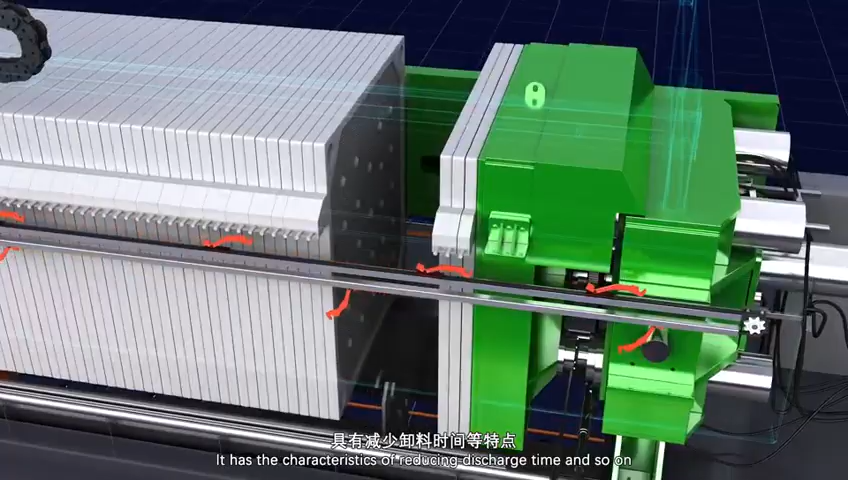 具有减少卸料时间等特点
It has the characteristics of reducing discharge time and so on